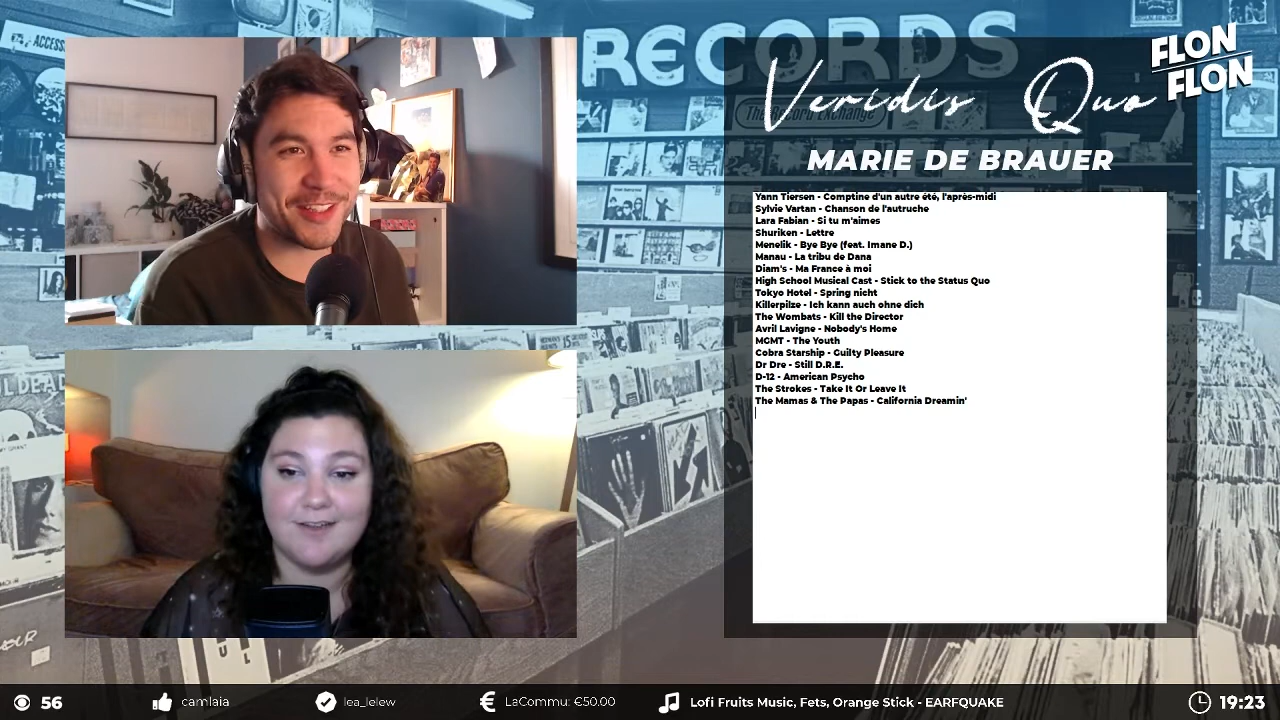 RECORDS
FLON
FLON
ACCESS
The Record Exchange
Veridis Quo
MARIE DE BRAUER
Yann Tiersen - Comptine d'un autre été, l'après-midi
Sylvie Vartan - Chanson de l'autruche
Lara Fabian - Si tu m'aimes
Shuriken - Lettre
Menelik - Bye Bye (feat. Imane D.)
Manau - La tribu de Dana
Diam's - Ma France à moi
High School Musical Cast - Stick to the Status Quo
Tokyo Hotel - Spring nicht
Killerpilze - Ich kann auch ohne dich
The Wombats - Kill the Director
Avril Lavigne - Nobody's Home
MGMT - The Youth
Cobra Starship - Guilty Pleasure
Dr Dre - Still D.R.E.
D-12 - American Psycho
The Strokes - Take It Or Leave It
The Mamas & The Papas - California Dreamin'
56
camlaia
lea_lelew
LaCommu: €50.00
Lofi Fruits Music, Fets, Orange Stick - EARFQUAKE
19:23